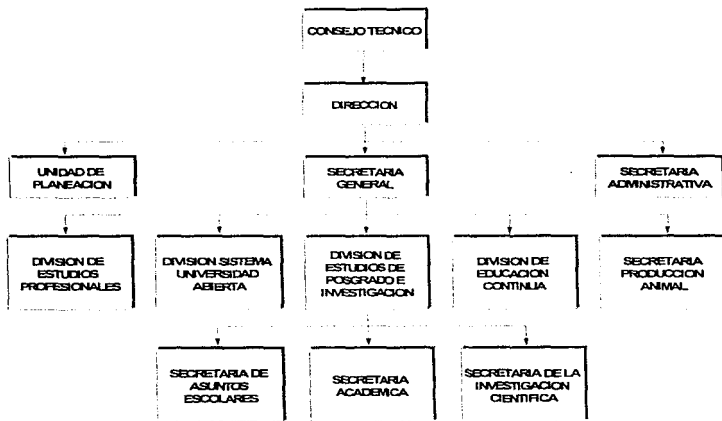 CONSEJO TECNICO
DIRECCION
UNIDAD DE
PLANEACION
SECRETARIA
GENERAL
SECRETARIA
ADMINISTRATIVA
DIVISION DE
ESTUDIOS
PROFESIONALES
DIVISION SISTEMA
UNIVERSIDAD
ABIERTA
DIVISION DE
ESTUDIOS DE
POSGRADO E
INVESTIGACION
DIVISION DE
EDUCACION
CONTINUA
SECRETARIA
PRODUCCION
ANIMAL
SECRETARIA DE
ASUNTOS
ESCOLARES
SECRETARIA
ACADEMICA
SECRETARIA DE LA
INVESTIGACION
CIENTIFICA